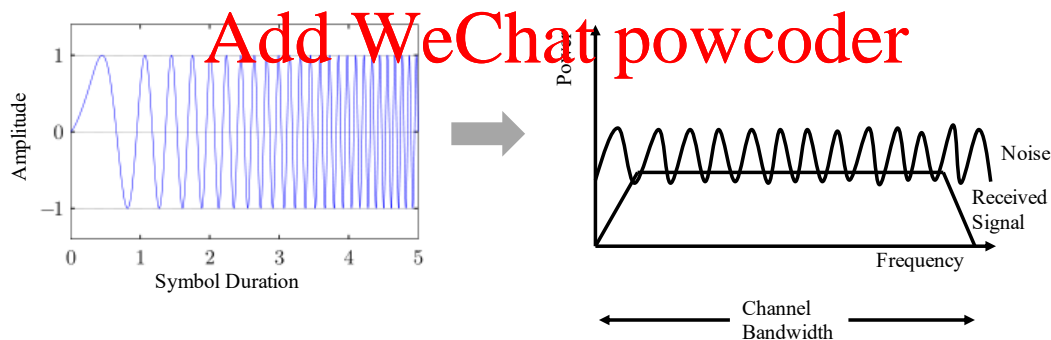 Add WeChat powcoder
1
0
−1
Amplitude
0 1 2 3 4 5
Symbol Duration
Power
Noise
Received
Signal
Frequency
Channel
Bandwidth